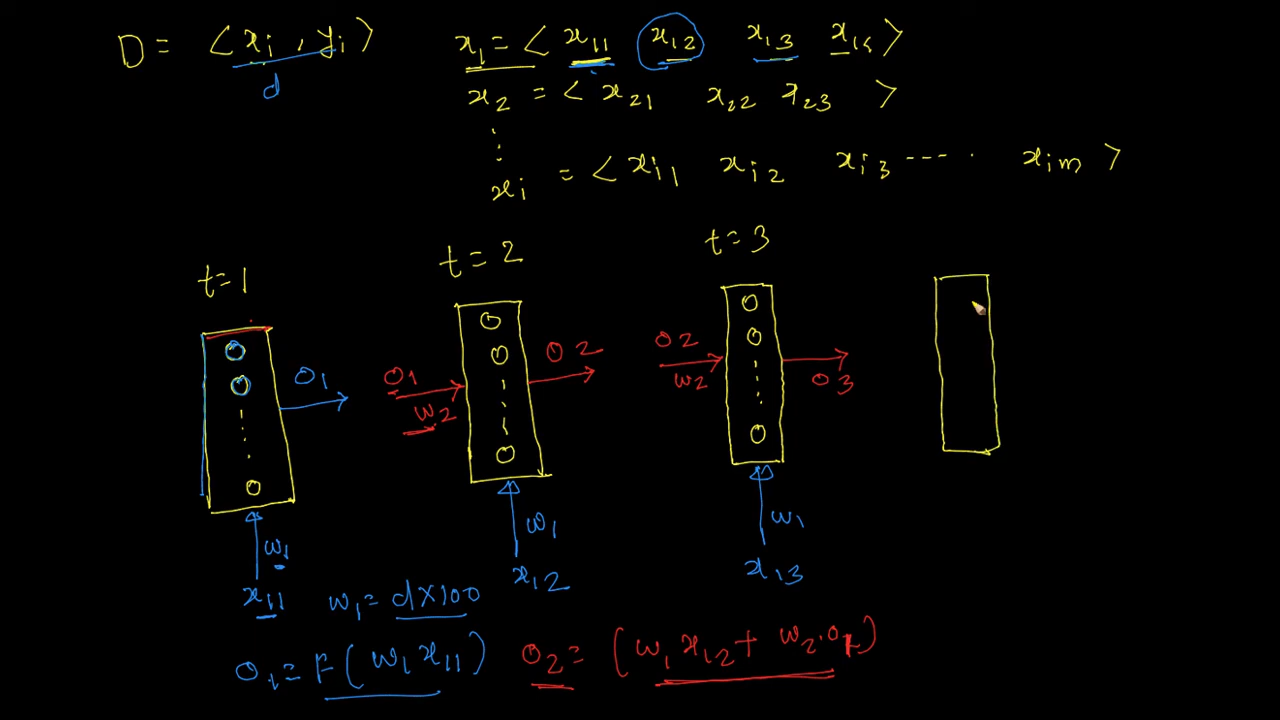 D = < xi , yi >
d
x1 = < x11 x12 x13 x14 >
x2 = < x21 x22 x23 >
xi = < xi1 xi2 xi3 ---- . xim >
t=1
t=2
t=3
O1
O1
w2
O2
O2
w2
O3
w1
x11
w1
x12
w1
x13
w1 = d×100
O1 = F( w1 x11 )
O2 = ( w1 x12 + w2.O1 )